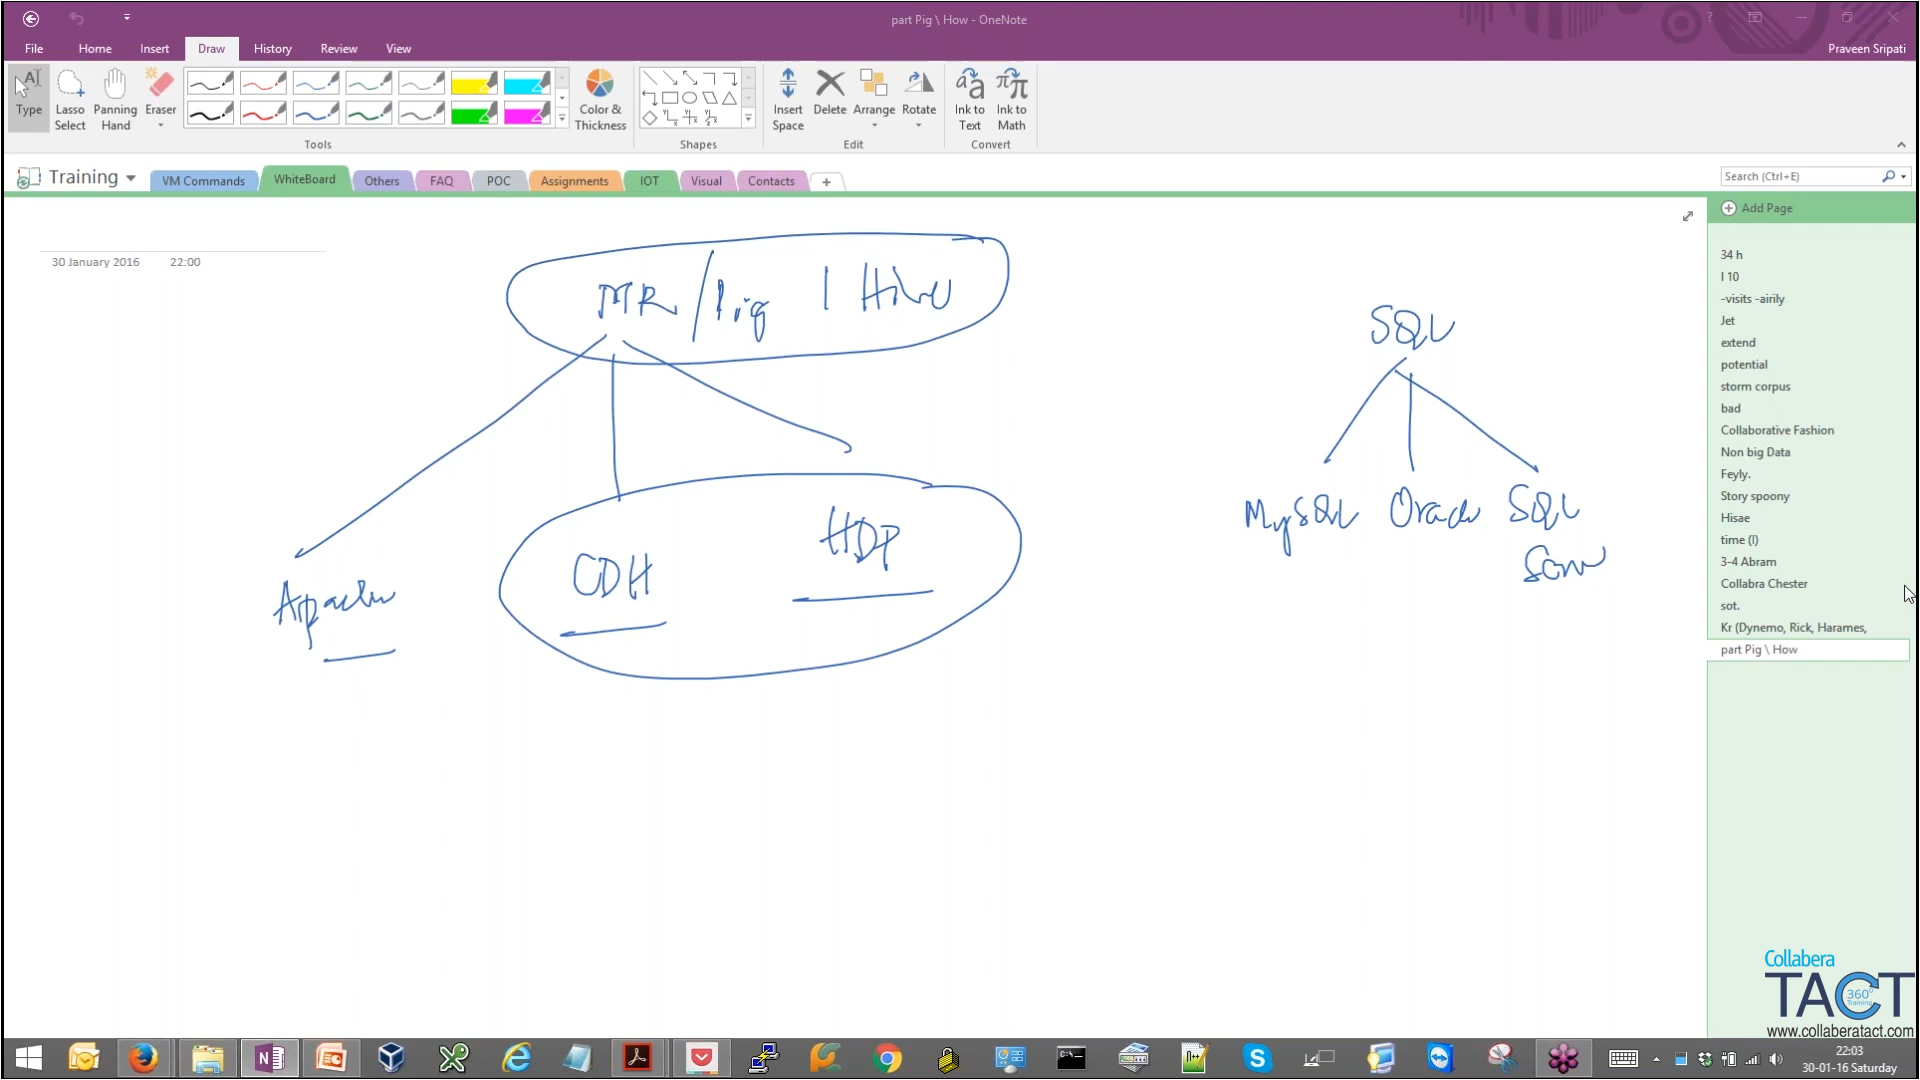 part Pig \ How - OneNote
?
File Home Insert Draw History Review View
Praveen Sripati
Type
Lasso Select
Panning Hand
Eraser
Color & Thickness
Insert Space
Delete
Arrange
Rotate
Ink to Text
Ink to Math
Tools
Shapes
Edit
Convert
Training
VM Commands WhiteBoard Others FAQ POC Assignments IOT Visual Contacts +
Search (Ctrl+E)
Add Page
30 January 2016 22:00
MR / Pig | Hive
Apache
CDH
HDP
SQL
MySQL Oracle SQL
34 h
I 10
-visits -airily
Jet
extend
potential
storm corpus
bad
Collaborative Fashion
Non big Data
Feyly.
Story spoony
Hisae
time (I)
3-4 Abram
Collabra Chester
sot.
Kr (Dynemo, Rick, Harames,
part Pig \ How
Collabera
TACT
360°
Training
www.collaberatact.com
22:03
30-01-16 Saturday